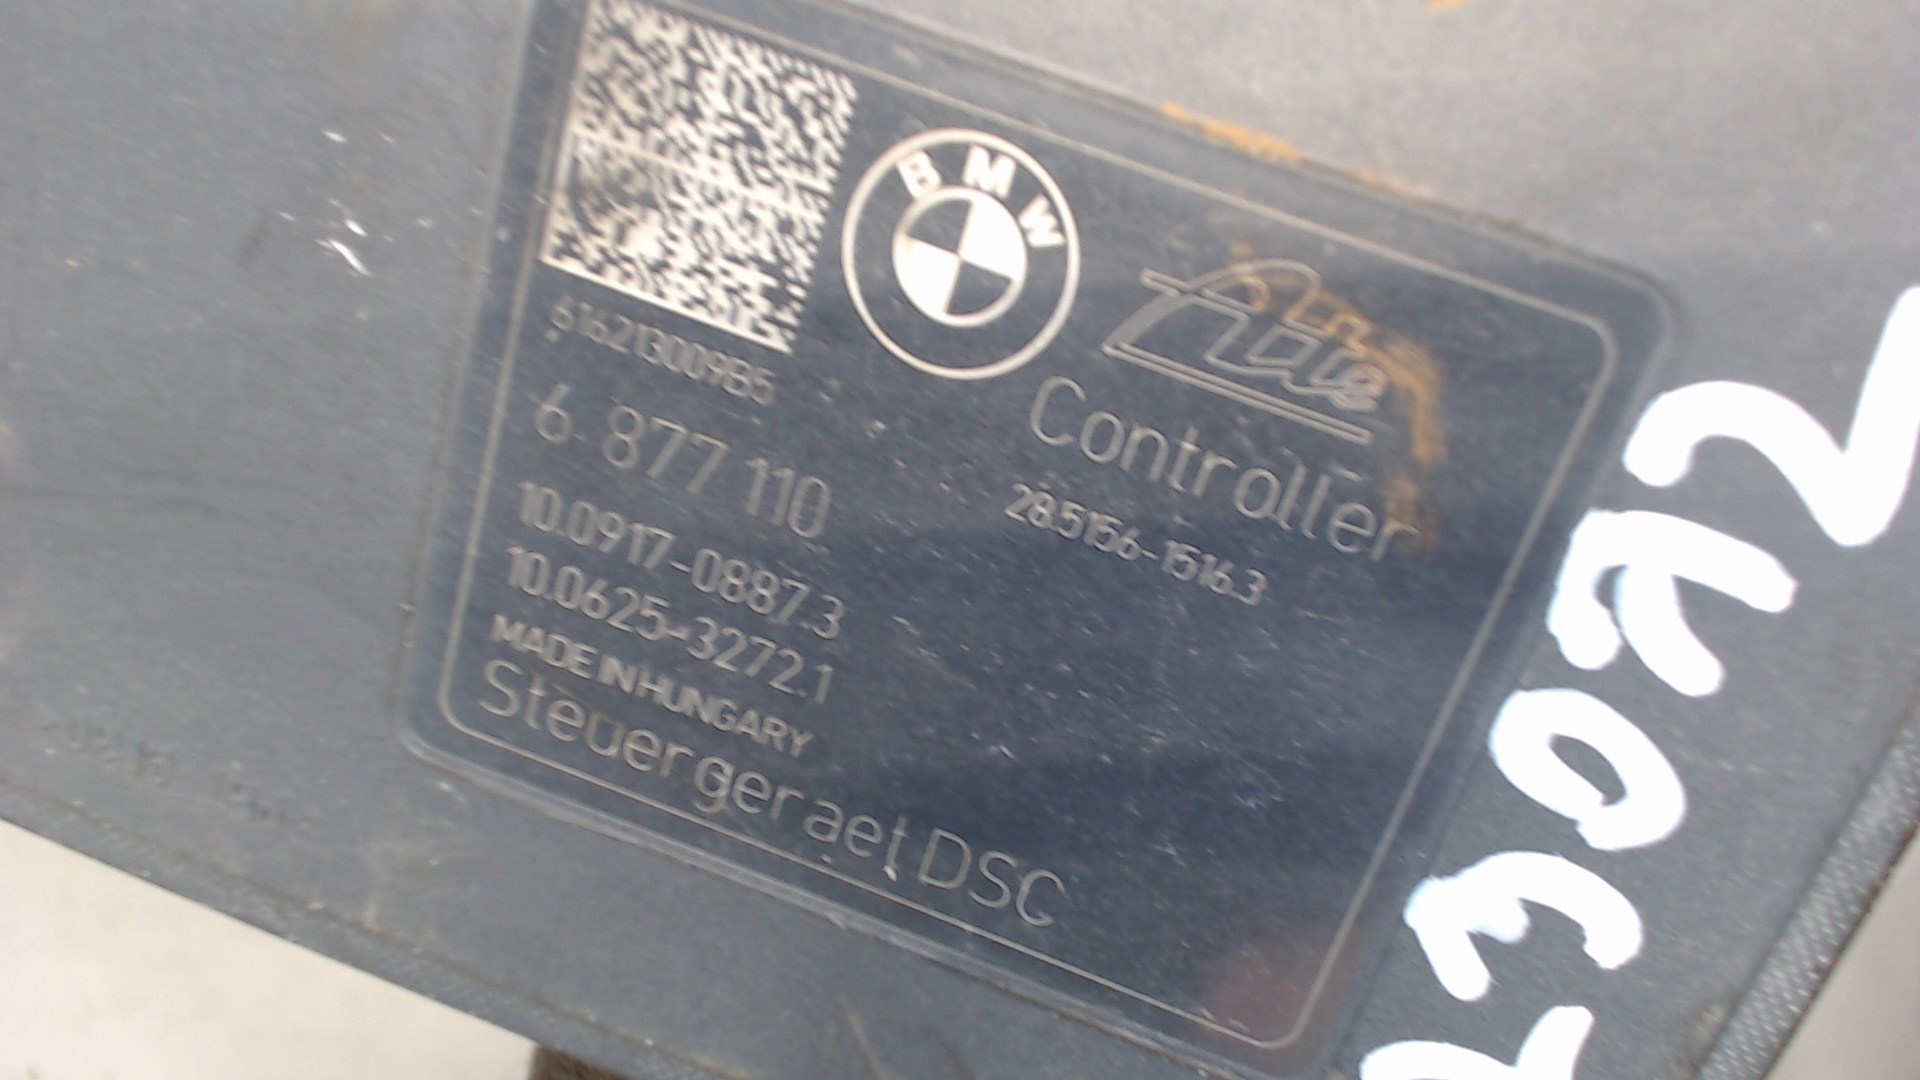 BMW
Ate
616213009B5
6 877 110
Controller
28.5156-1516.3
10.0917-0887.3
10.0625-3272.1
MADE IN HUNGARY
Steuergeraet DSC